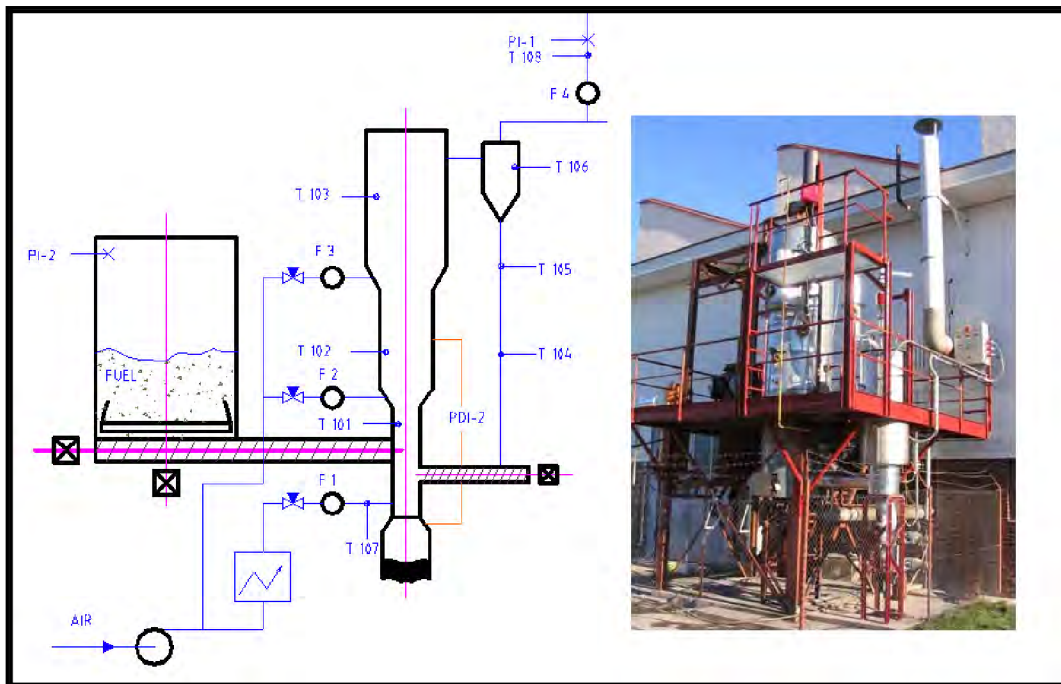 PI-1
T 108
F 4
T 106
T 103
PI-2
F 3
T 105
T 102
T 104
FUEL
F 2
T 101
PDI-2
F 1
T 107
AIR